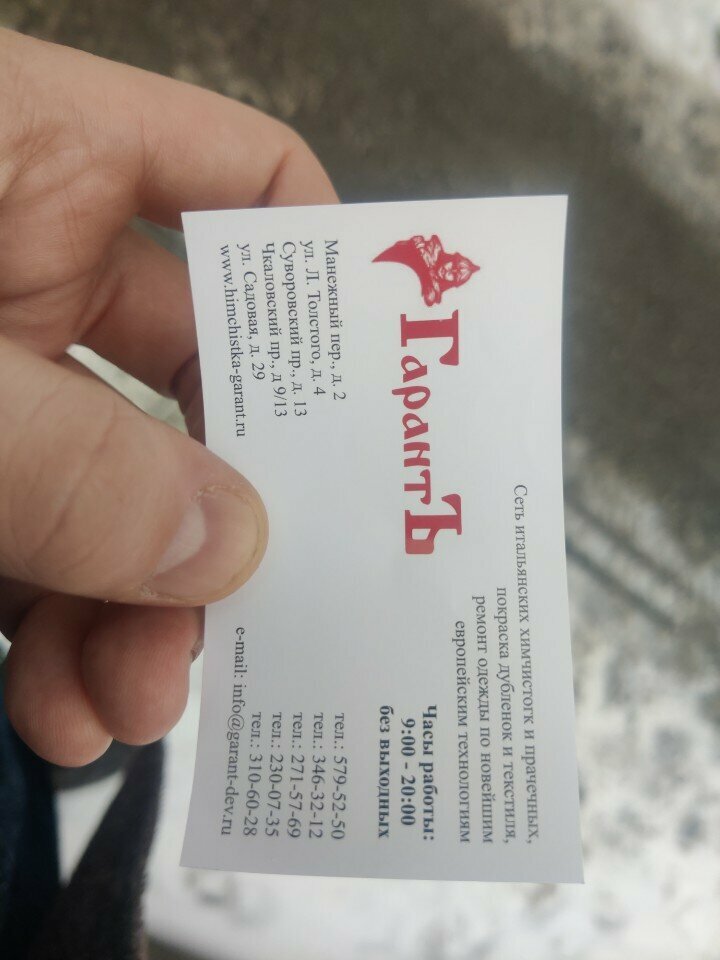 Сеть итальянских химчистогк и прачечных,
покраска дубленок и текстиля,
ремонт одежды по новейшим
европейским технологиям
ГарантЪ
Часы работы:
9:00 - 20:00
без выходных
Манежный пер., д. 2
ул. Л. Толстого, д. 4
Суворовский пр., д. 13
Чкаловский пр., д 9/13
ул. Садовая, д. 29
www.himchistka-garant.ru
тел.: 579-52-50
тел.: 346-32-12
тел.: 271-57-69
тел.: 230-07-35
тел.: 310-60-28
e-mail: info@garant-dev.ru